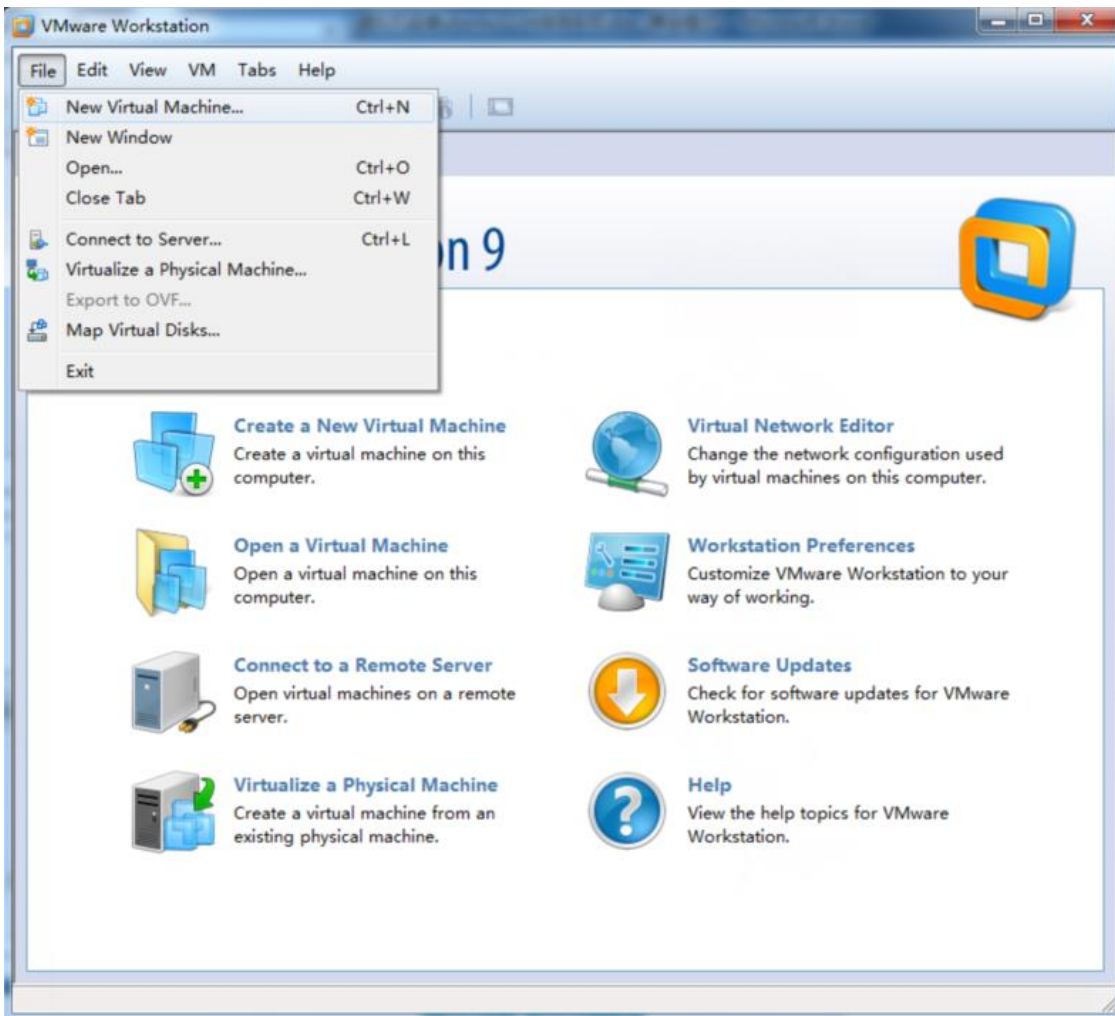 VMware Workstation
File Edit View VM Tabs Help
New Virtual Machine... Ctrl+N
New Window
Open... Ctrl+O
Close Tab Ctrl+W
Connect to Server... Ctrl+L
Virtualize a Physical Machine...
Export to OVF...
Map Virtual Disks...
Exit
on 9
Create a New Virtual Machine
Create a virtual machine on this
computer.
Open a Virtual Machine
Open a virtual machine on this
computer.
Connect to a Remote Server
Open virtual machines on a remote
server.
Virtualize a Physical Machine
Create a virtual machine from an
existing physical machine.
Virtual Network Editor
Change the network configuration used
by virtual machines on this computer.
Workstation Preferences
Customize VMware Workstation to your
way of working.
Software Updates
Check for software updates for VMware
Workstation.
Help
View the help topics for VMware
Workstation.